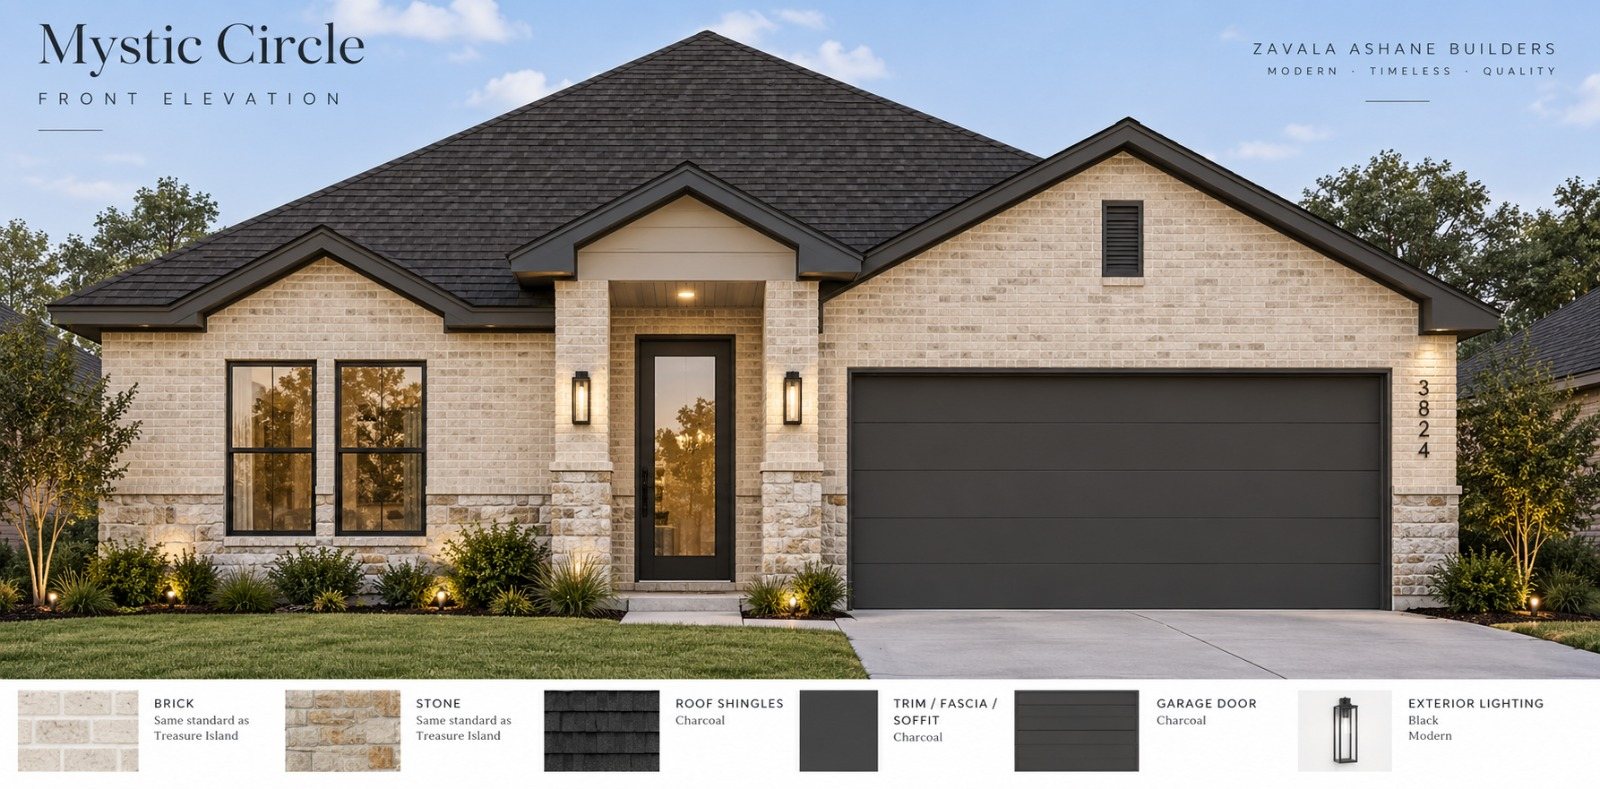 Mystic Circle
FRONT ELEVATION
ZAVALA ASHANE BUILDERS
MODERN · TIMELESS · QUALITY
3
8
2
4
BRICK
Same standard as
Treasure Island
STONE
Same standard as
Treasure Island
ROOF SHINGLES
Charcoal
TRIM / FASCIA /
SOFFIT
Charcoal
GARAGE DOOR
Charcoal
EXTERIOR LIGHTING
Black
Modern